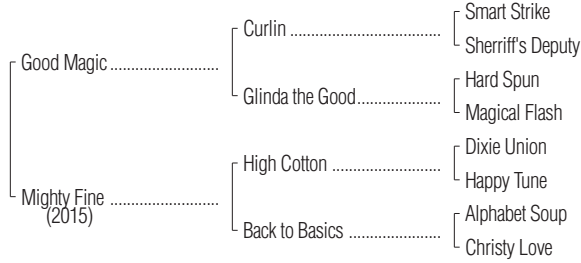 Smart Strike
Curlin
Sherriff's Deputy
Good Magic
Hard Spun
Glinda the Good
Magical Flash
Dixie Union
High Cotton
Happy Tune
Mighty Fine
(2015)
Alphabet Soup
Back to Basics
Christy Love